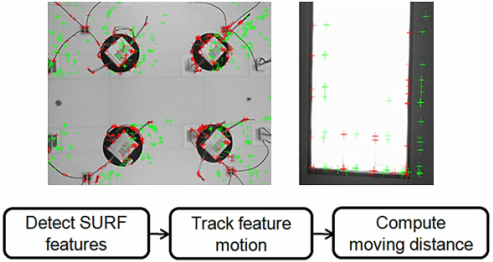 Detect SURF
features
Track feature
motion
Compute
moving distance